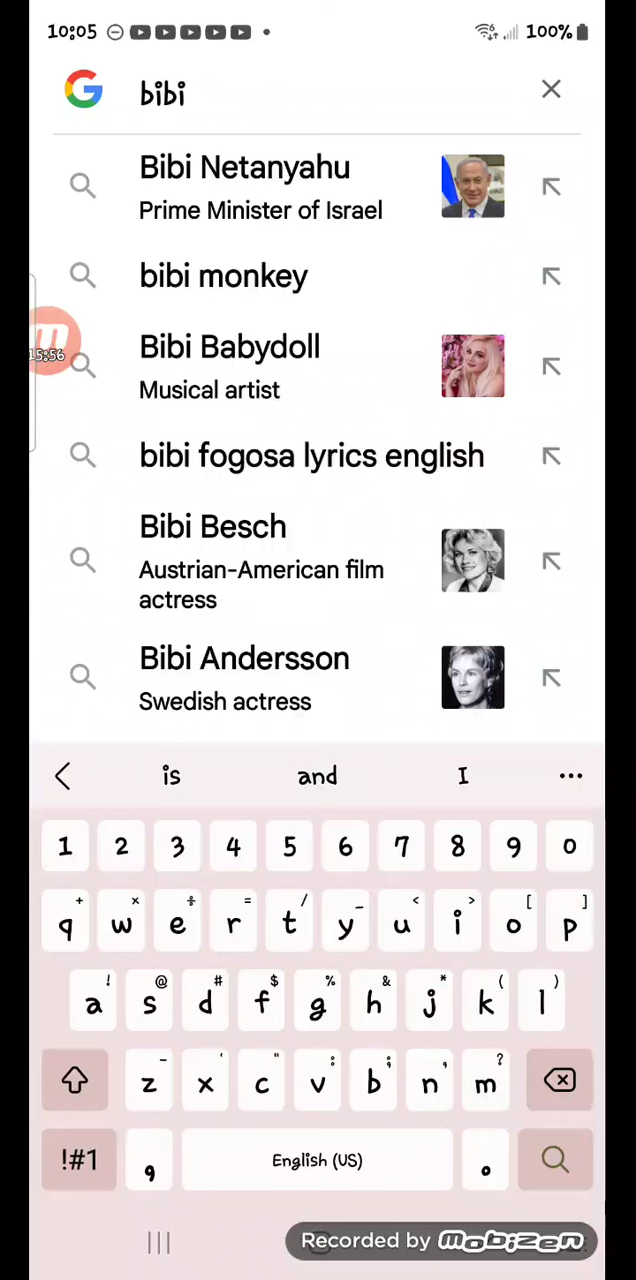 10:05 100%
bibi
Bibi Netanyahu
Prime Minister of Israel
bibi monkey
15:56
Bibi Babydoll
Musical artist
bibi fogosa lyrics english
Bibi Besch
Austrian-American film
actress
Bibi Andersson
Swedish actress
is and I ...
1 2 3 4 5 6 7 8 9 0
+ × ÷ = / _ < > [ ]
q w e r t y u i o p
! @ # $ % & * ( )
a s d f g h j k l
- ' " : ; , ?
z x c v b n m
!#1 , English (US) .
Recorded by mobizen